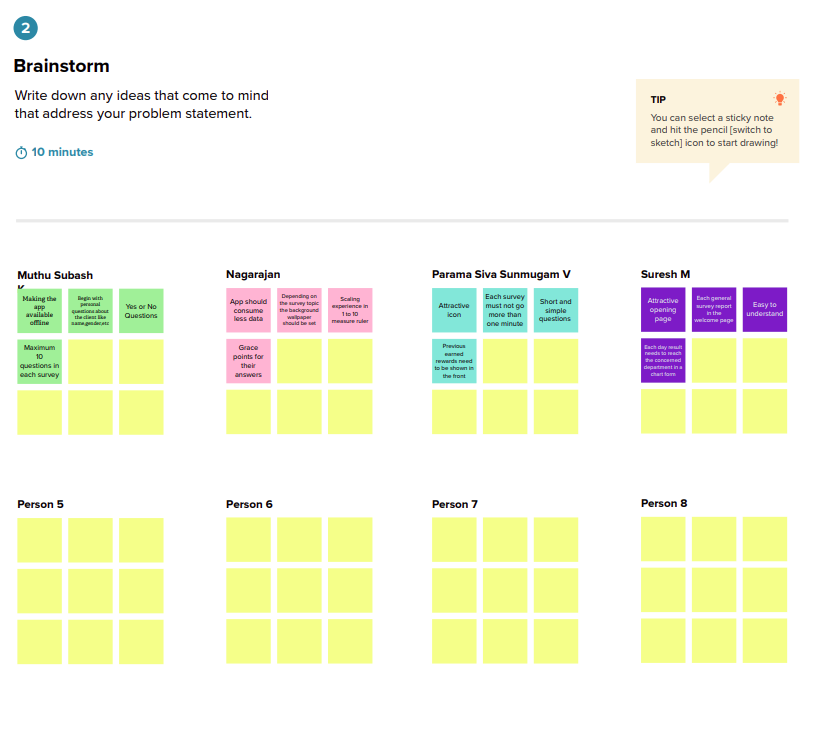 2
Brainstorm
Write down any ideas that come to mind
that address your problem statement.
10 minutes
TIP
You can select a sticky note
and hit the pencil [switch to
sketch] icon to start drawing!
Muthu Subash
K
Making the
app
available
offline
Begin with
personal
questions about
the client like
name,gender,etc
Yes or No
Questions
Maximum
10
questions in
each survey
Nagarajan
App should
consume
less data
Depending on
the survey topic
the background
wallpaper
should be set
Scaling
experience in
1 to 10
measure ruler
Grace
points for
their
answers
Parama Siva Sunmugam V
Attractive
icon
Each survey
must not go
more than
one minute
Short and
simple
questions
Previous
earned
rewards need
to be shown in
the front
Suresh M
Attractive
opening
page
Each general
survey report
in the
welcome page
Easy to
understand
Each day result
needs to reach
the concerned
department in a
chart form
Person 5
Person 6
Person 7
Person 8